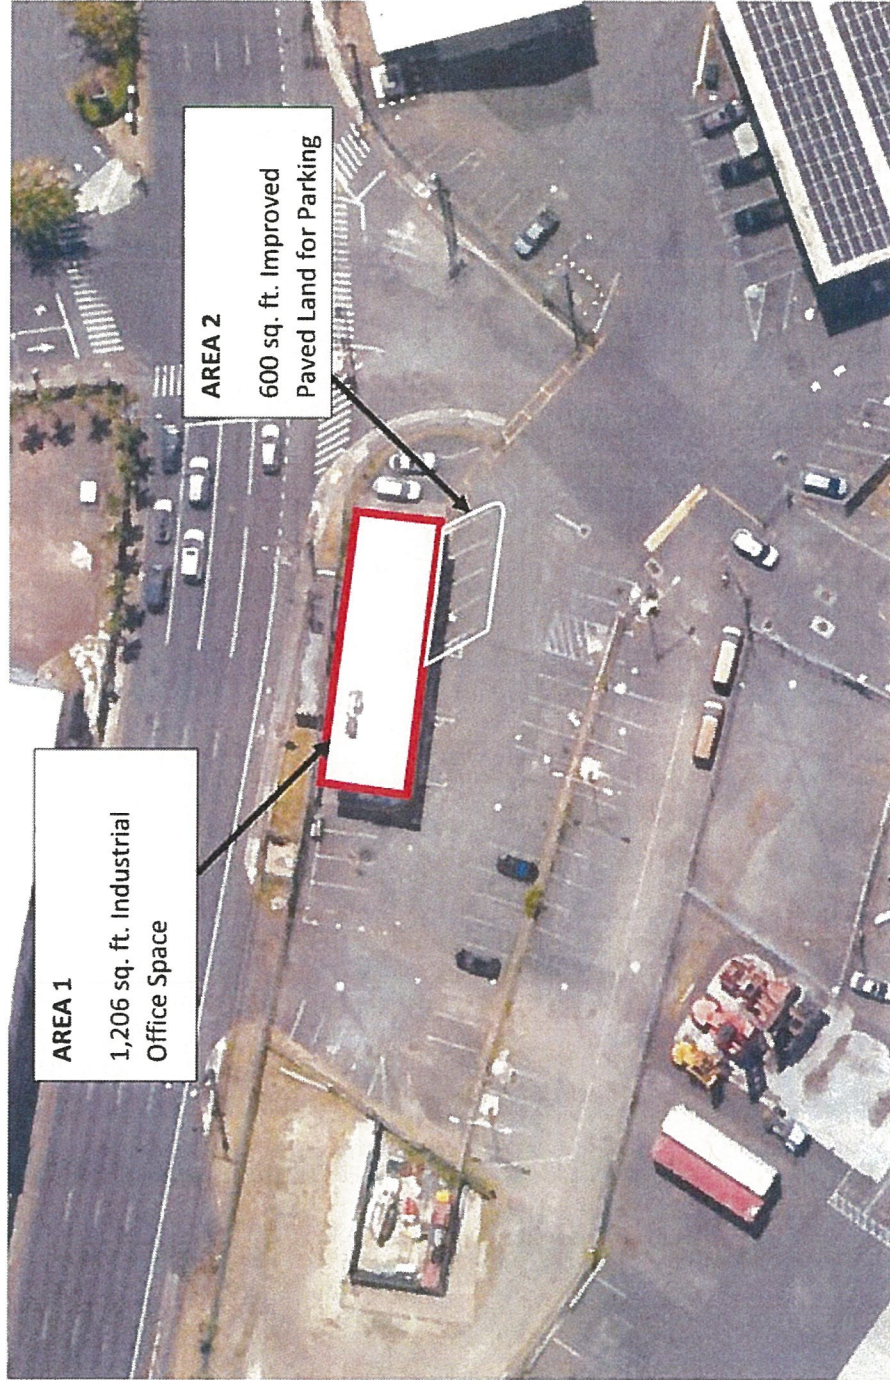 AREA 1
1,206 sq. ft. Industrial
Office Space
AREA 2
600 sq. ft. Improved
Paved Land for Parking